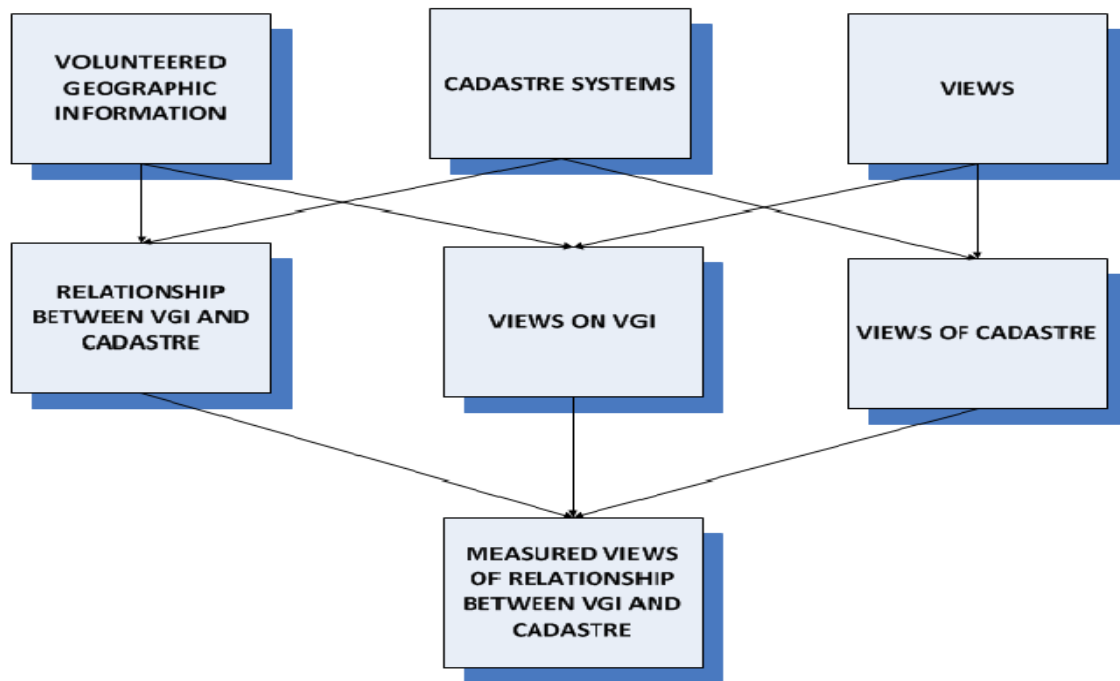 VOLUNTEERED
GEOGRAPHIC
INFORMATION
CADASTRE SYSTEMS
VIEWS
RELATIONSHIP
BETWEEN VGI AND
CADASTRE
VIEWS ON VGI
VIEWS OF CADASTRE
MEASURED VIEWS
OF RELATIONSHIP
BETWEEN VGI AND
CADASTRE